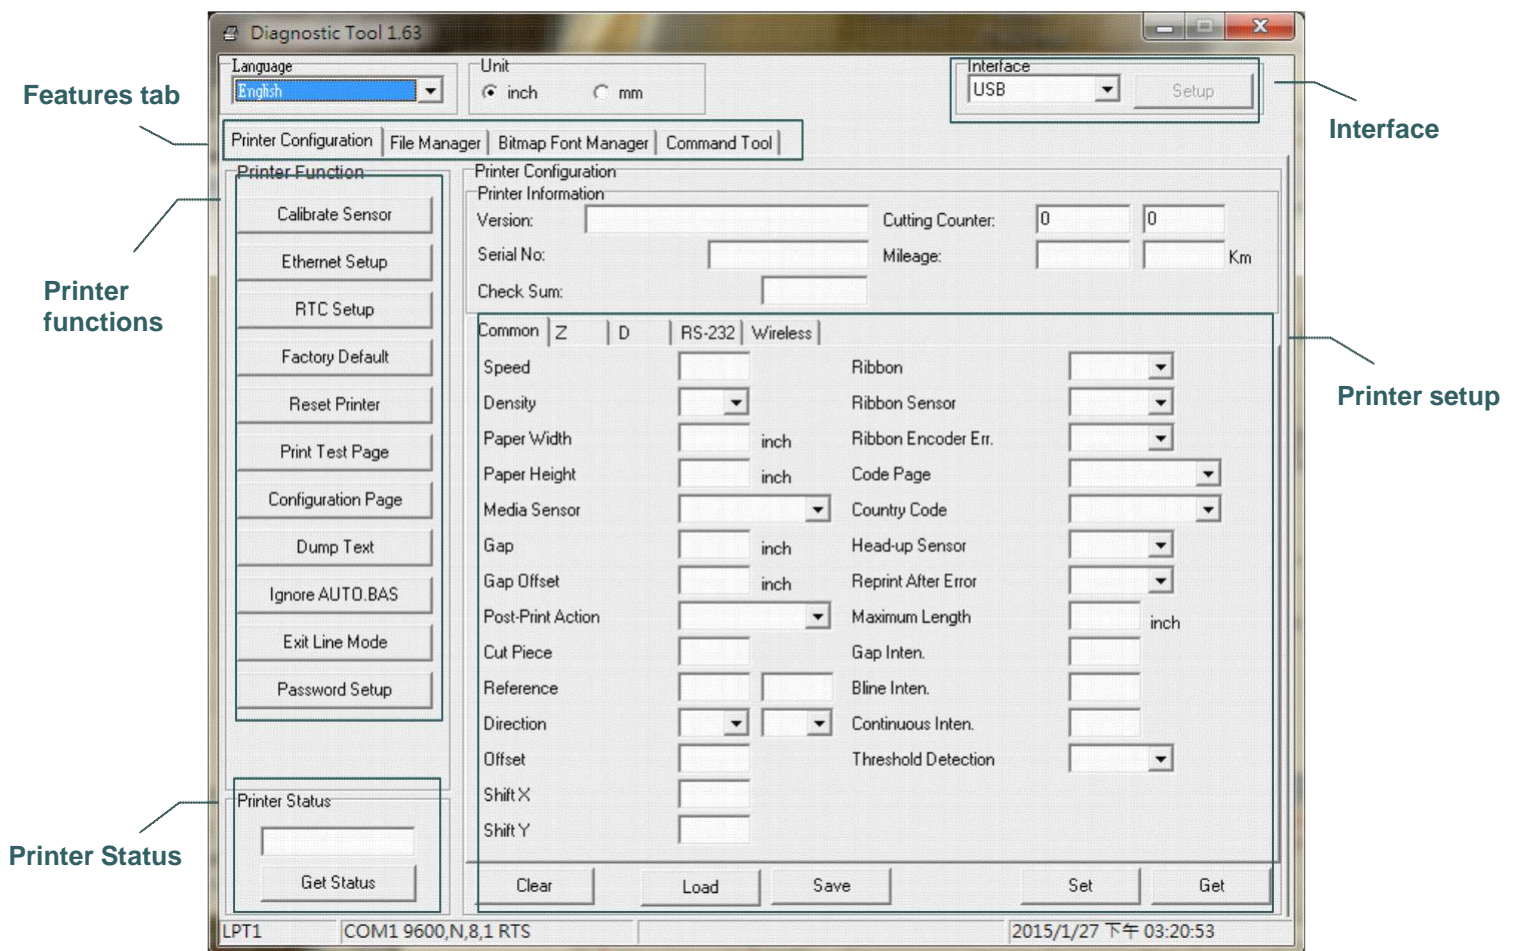 Diagnostic Tool 1.63
Language
English
Unit
inch mm
Interface
USB Setup
Features tab
Interface
Printer Configuration File Manager Bitmap Font Manager Command Tool
Printer Function
Calibrate Sensor
Ethernet Setup
RTC Setup
Factory Default
Reset Printer
Print Test Page
Configuration Page
Dump Text
Ignore AUTO.BAS
Exit Line Mode
Password Setup
Printer
functions
Printer Configuration
Printer Information
Version: Cutting Counter: 0 0
Serial No: Mileage: Km
Check Sum:
Common Z D RS-232 Wireless
Speed Ribbon
Density Ribbon Sensor
Paper Width inch Ribbon Encoder Err.
Paper Height inch Code Page
Media Sensor Country Code
Gap inch Head-up Sensor
Gap Offset inch Reprint After Error
Post-Print Action Maximum Length inch
Cut Piece Gap Inten.
Reference Bline Inten.
Direction Continuous Inten.
Offset Threshold Detection
Shift X
Shift Y
Printer setup
Printer Status
Get Status
Printer Status
Clear Load Save Set Get
LPT1 COM1 9600,N,8,1 RTS 2015/1/27 下午 03:20:53